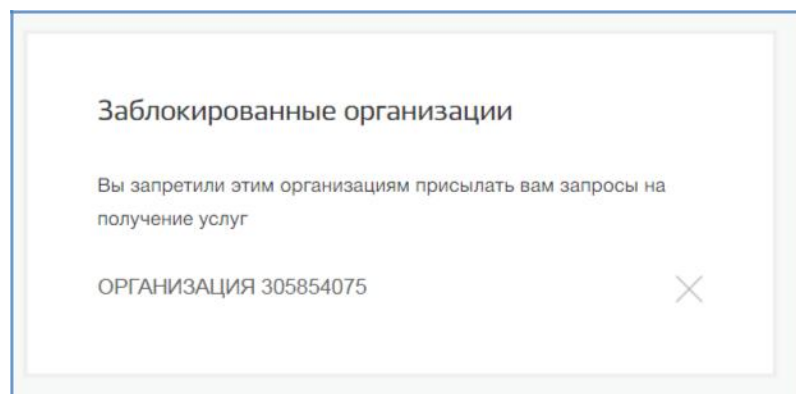 Заблокированные организации
Вы запретили этим организациям присылать вам запросы на
получение услуг
ОРГАНИЗАЦИЯ 305854075